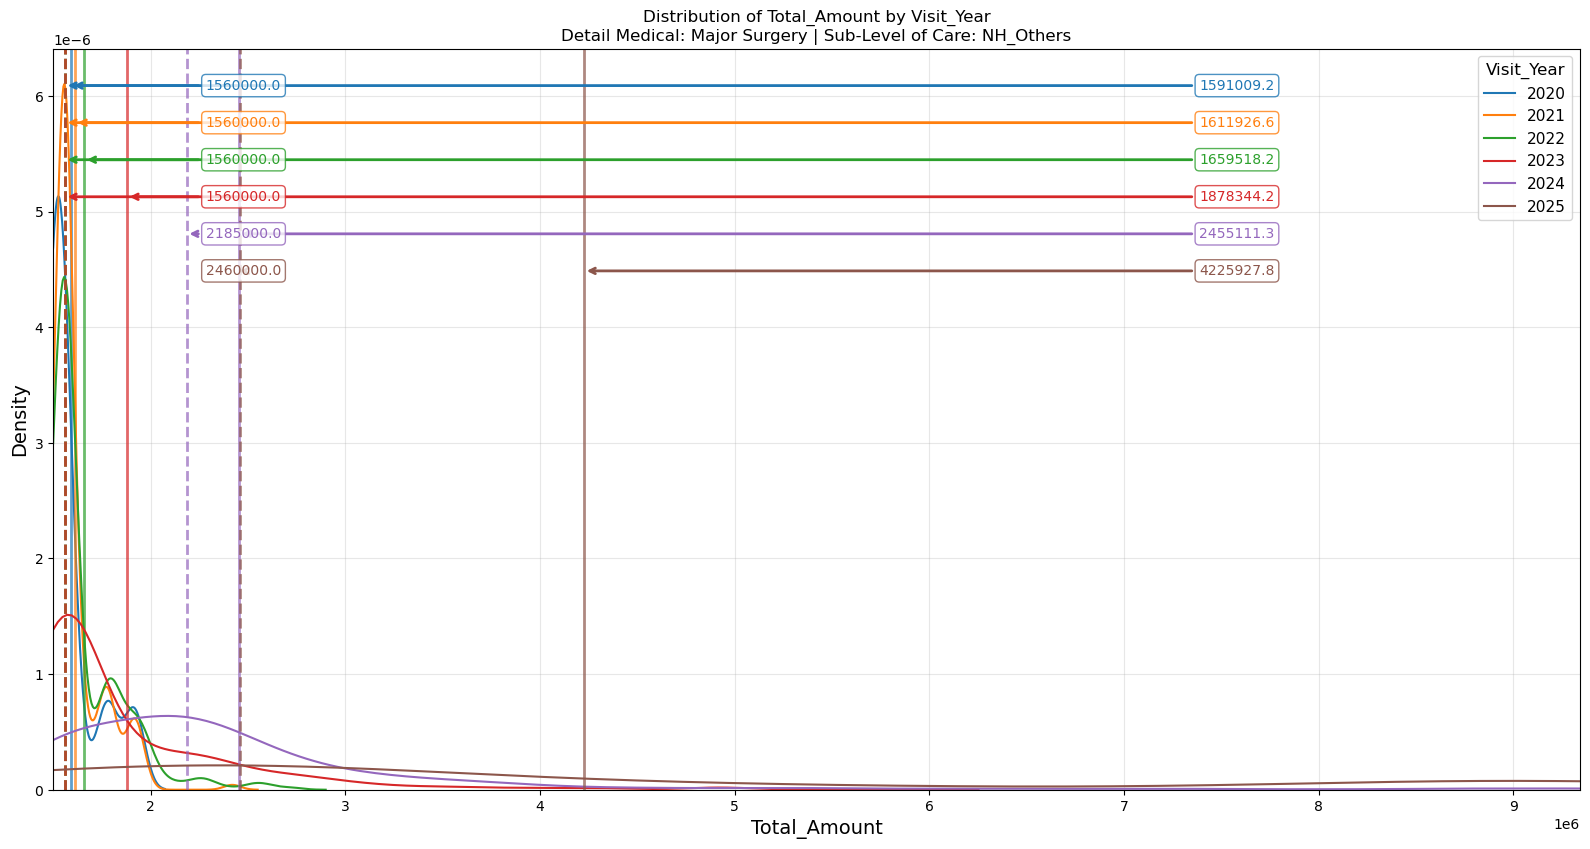 Distribution of Total_Amount by Visit_Year
Detail Medical: Major Surgery | Sub-Level of Care: NH_Others
1e−6
Visit_Year
2020
2021
2022
2023
2024
2025
1560000.0 1591009.2
1560000.0 1611926.6
1560000.0 1659518.2
1560000.0 1878344.2
2185000.0 2455111.3
2460000.0 4225927.8
Density
6
5
4
3
2
1
0
2 3 4 5 6 7 8 9
1e6
Total_Amount